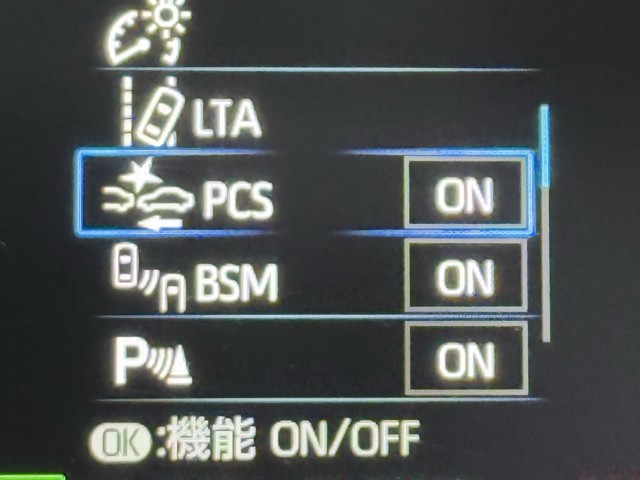 LTA
PCS ON
BSM ON
P ON
OK:機能 ON/OFF